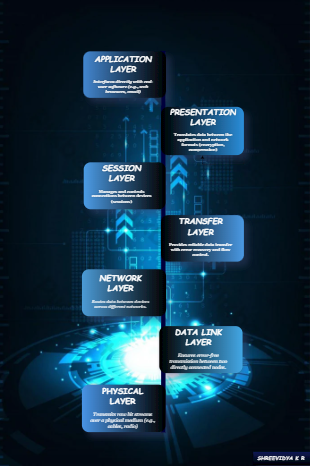 APPLICATION
LAYER
Interfaces directly with end-
user software (e.g., web
browsers, email)
PRESENTATION
LAYER
Translates data between the
application and network
formats (encryption,
compression)
SESSION
LAYER
Manages and controls
connections between devices
(sessions)
TRANSFER
LAYER
Provides reliable data transfer
with error recovery and flow
control.
NETWORK
LAYER
Routes data between devices
across different networks.
DATA LINK
LAYER
Ensures error-free
transmission between two
directly connected nodes.
PHYSICAL
LAYER
Transmits raw bit streams
over a physical medium (e.g.,
cables, radio)
SHREEVIDYA K R